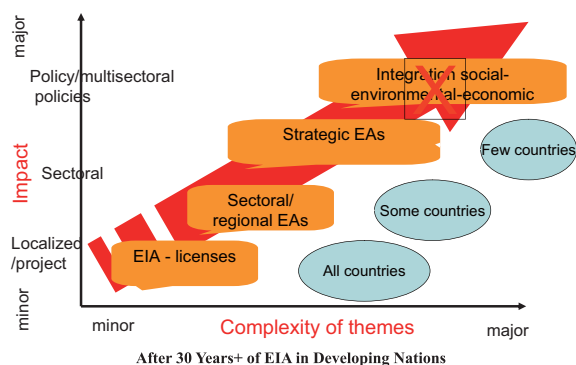 major
Policy/multisectoral
policies
Integration social-
environmental-economic
X
Strategic EAs
Few countries
Impact
Sectoral
Sectoral/
regional EAs
Some countries
Localized
/project
EIA - licenses
All countries
minor
minor
Complexity of themes
major
After 30 Years+ of EIA in Developing Nations